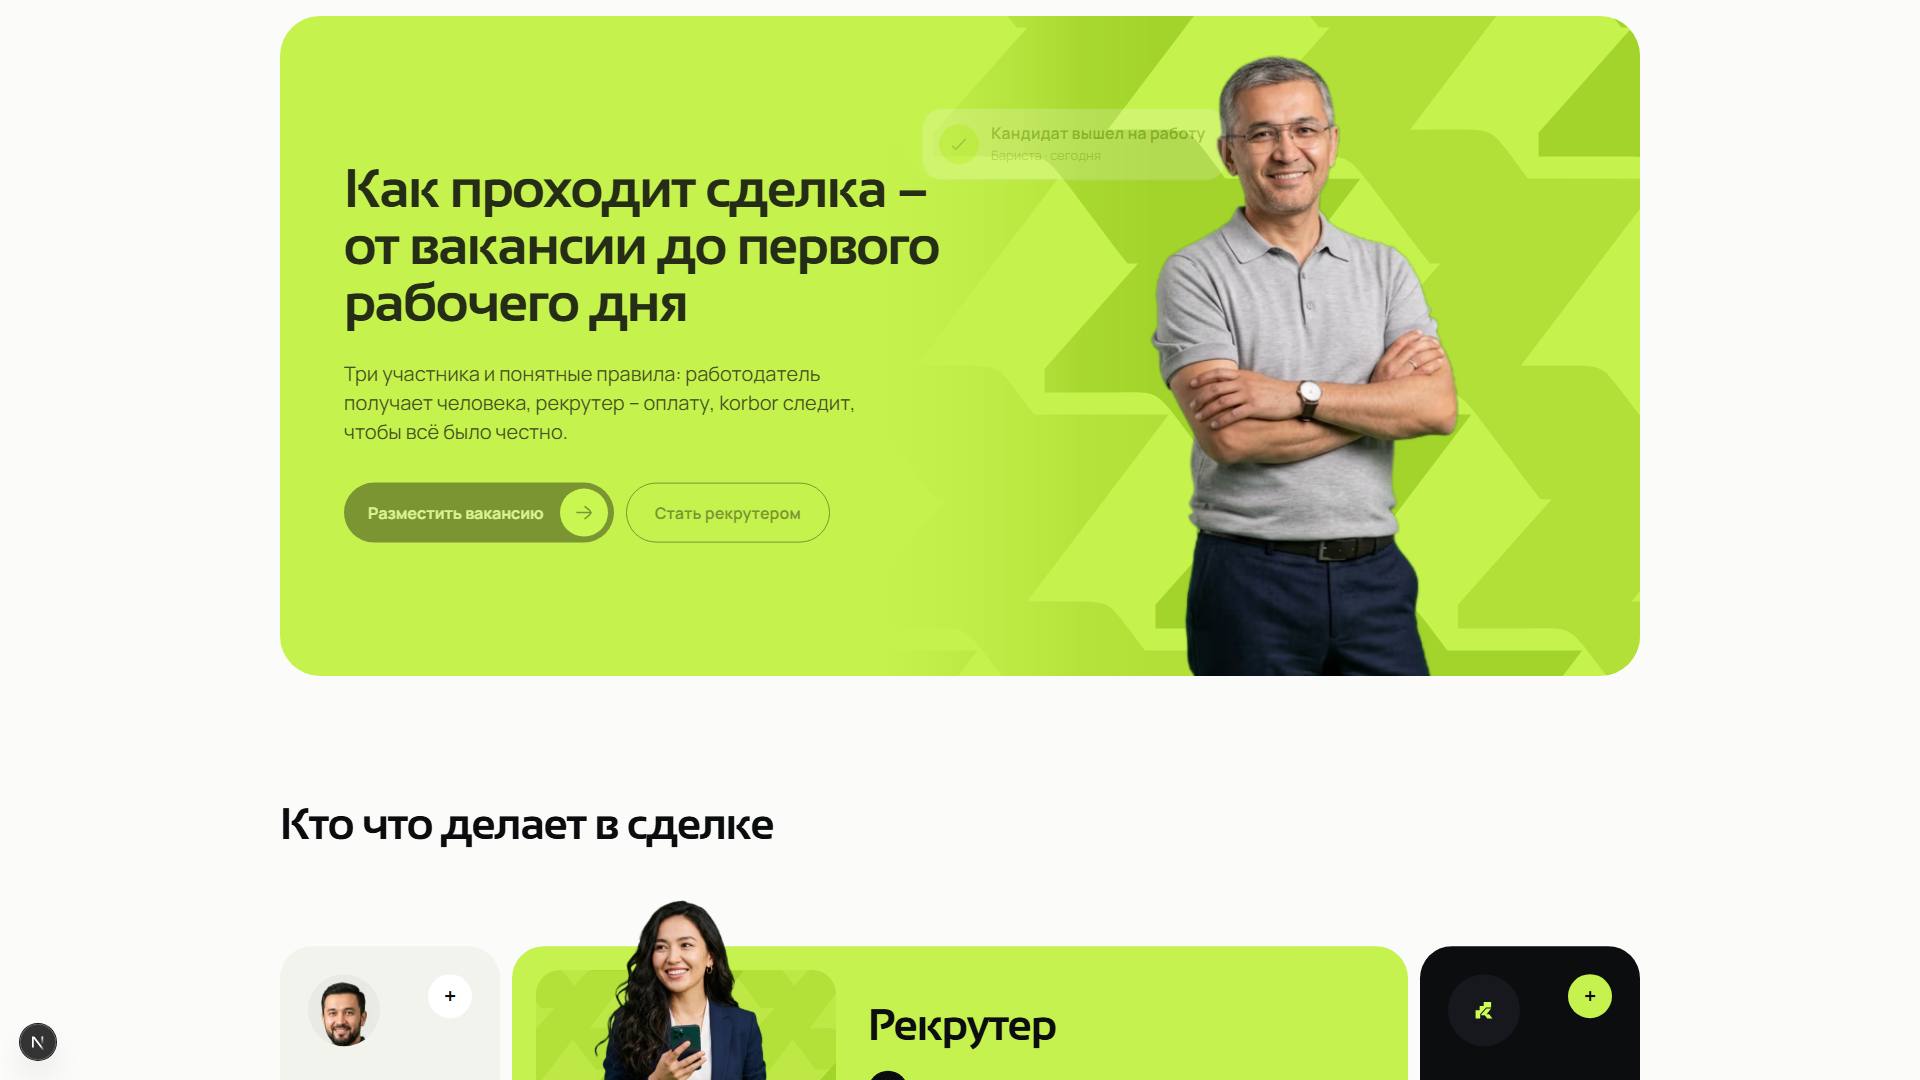 Кандидат вышел на работу
Бариста · сегодня
Как проходит сделка –
от вакансии до первого
рабочего дня
Три участника и понятные правила: работодатель
получает человека, рекрутер – оплату, korbor следит,
чтобы всё было честно.
Разместить вакансию
Стать рекрутером
Кто что делает в сделке
+
Рекрутер
+
N